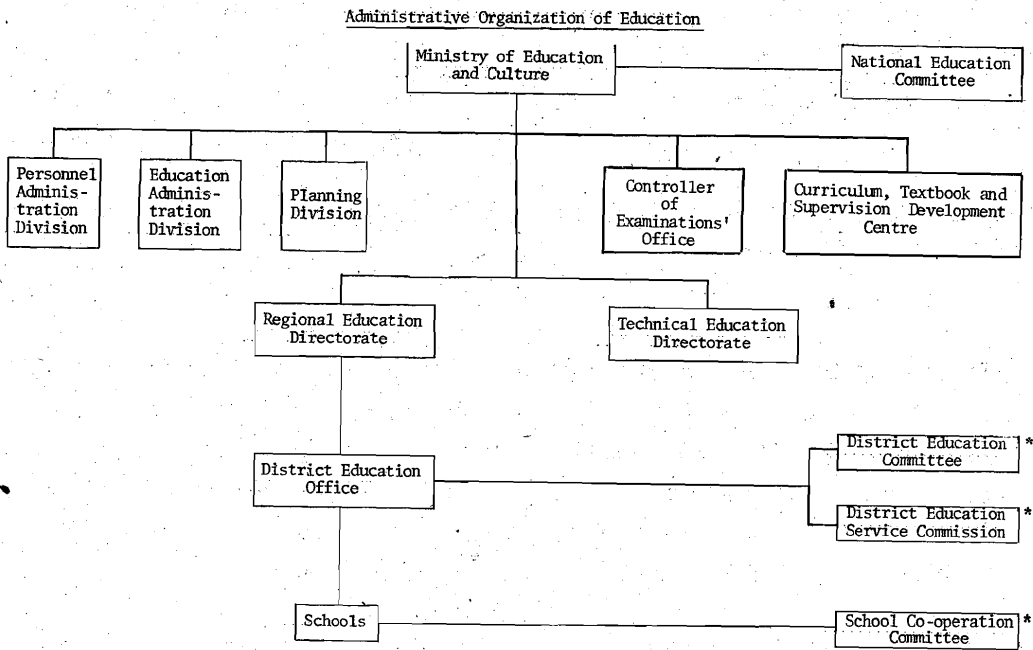 Administrative Organization of Education
Ministry of Education
and Culture
National Education
Committee
Personnel
Adminis-
tration
Division
Education
Adminis-
tration
Division
Planning
Division
Controller
of
Examinations'
Office
Curriculum, Textbook and
Supervision Development
Centre
Regional Education
Directorate
Technical Education
Directorate
District Education
Office
District Education *
Committee
District Education *
Service Commission
Schools
School Co-operation *
Committee